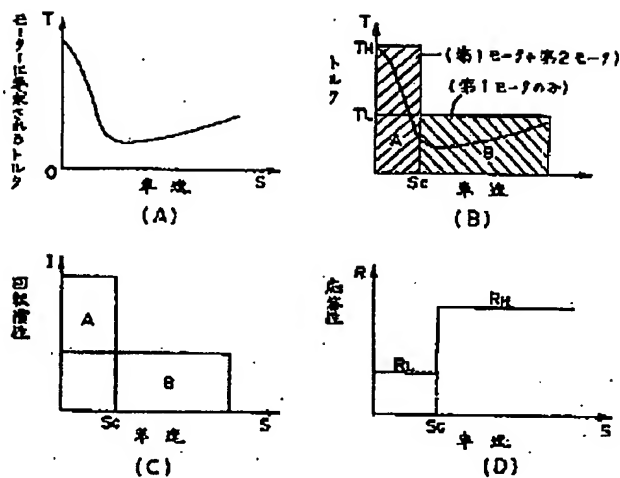 T
モーターに要求されるトルク
O
車速
S
(A)
T
TH
トルク
(第1モータ+第2モータ)
(第1モータのみ)
TL
A
B
Sc
車速
(B)
I
回転慣性
A
B
Sc
車速
S
(C)
R
応答性
RH
RL
Sc
車速
S
(D)